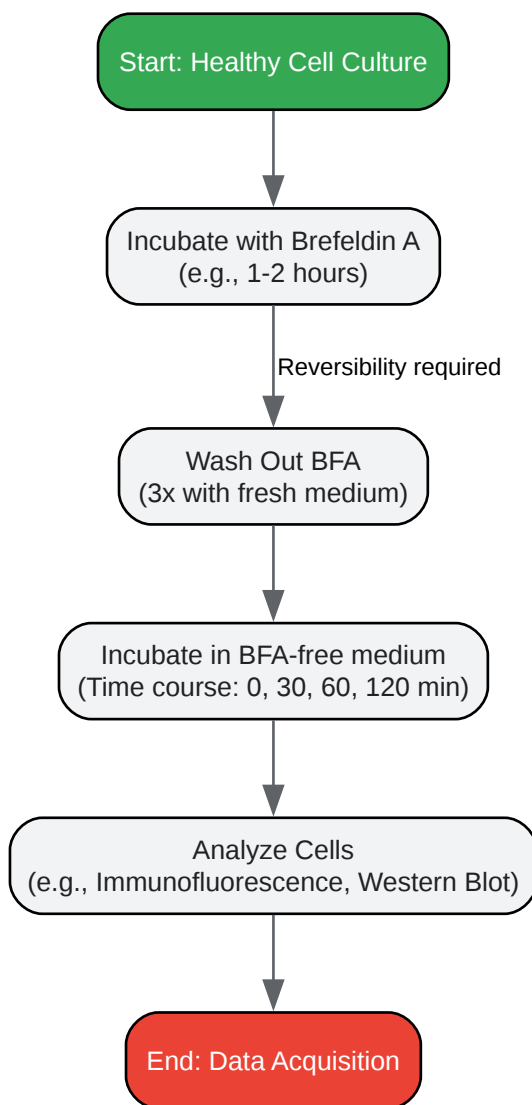 Start: Healthy Cell Culture
Incubate with Brefeldin A
(e.g., 1-2 hours)
Reversibility required
Wash Out BFA
(3x with fresh medium)
Incubate in BFA-free medium
(Time course: 0, 30, 60, 120 min)
Analyze Cells
(e.g., Immunofluorescence, Western Blot)
End: Data Acquisition